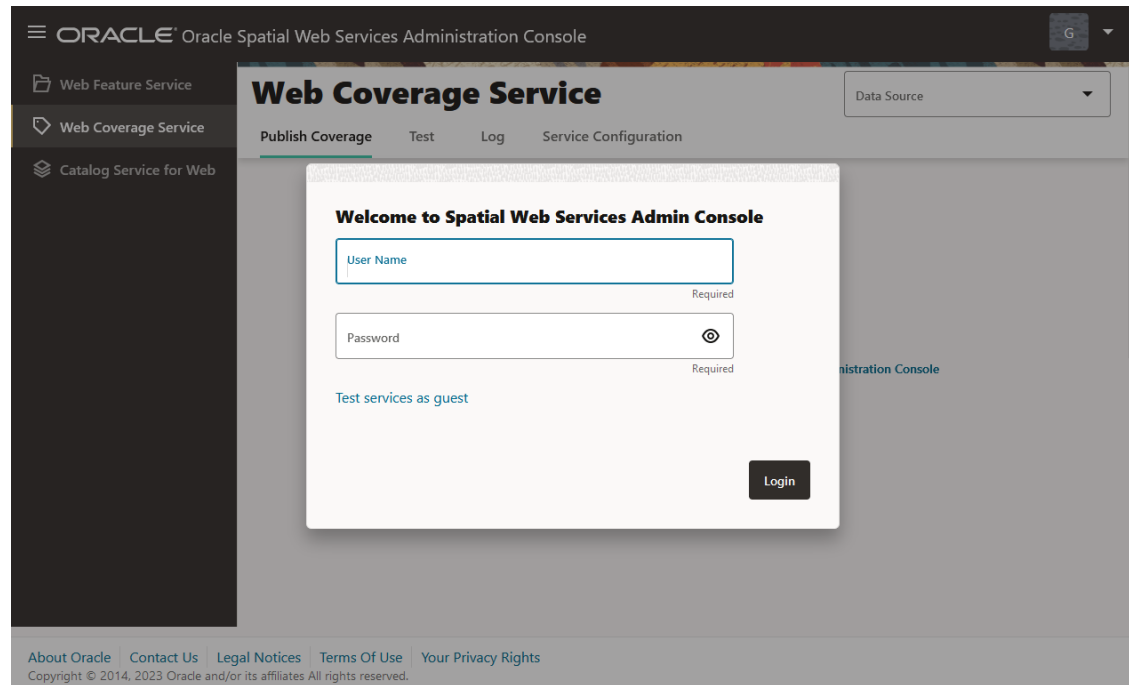 ORACLE Oracle Spatial Web Services Administration Console
G
Web Feature Service
Web Coverage Service
Catalog Service for Web
Web Coverage Service
Data Source
Publish Coverage Test Log Service Configuration
Welcome to Spatial Web Services Admin Console
User Name
Required
Password
Required
Test services as guest
Login
Console
About Oracle Contact Us Legal Notices Terms Of Use Your Privacy Rights
Copyright © 2014, 2023 Oracle and/or its affiliates All rights reserved.